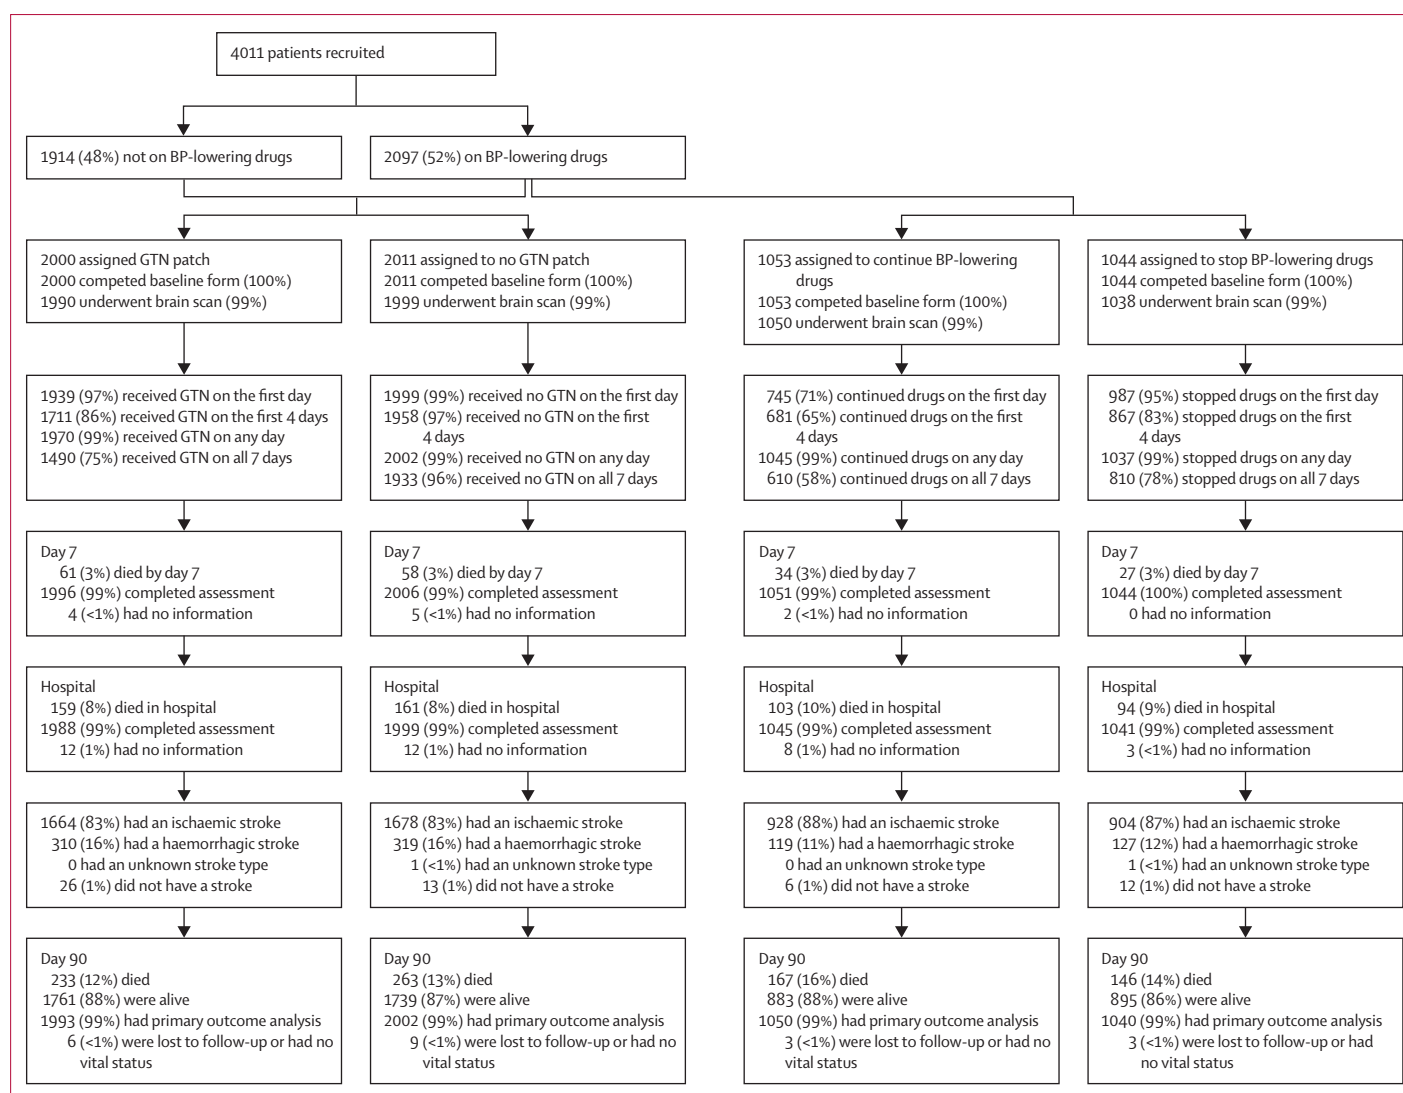 4011 patients recruited
1914 (48%) not on BP-lowering drugs
2097 (52%) on BP-lowering drugs
2000 assigned GTN patch
2000 competed baseline form (100%)
1990 underwent brain scan (99%)
2011 assigned to no GTN patch
2011 competed baseline form (100%)
1999 underwent brain scan (99%)
1053 assigned to continue BP-lowering
drugs
1053 competed baseline form (100%)
1050 underwent brain scan (99%)
1044 assigned to stop BP-lowering drugs
1044 competed baseline form (100%)
1038 underwent brain scan (99%)
1939 (97%) received GTN on the first day
1711 (86%) received GTN on the first 4 days
1970 (99%) received GTN on any day
1490 (75%) received GTN on all 7 days
1999 (99%) received no GTN on the first day
1958 (97%) received no GTN on the first
4 days
2002 (99%) received no GTN on any day
1933 (96%) received no GTN on all 7 days
745 (71%) continued drugs on the first day
681 (65%) continued drugs on the first
4 days
1045 (99%) continued drugs on any day
610 (58%) continued drugs on all 7 days
987 (95%) stopped drugs on the first day
867 (83%) stopped drugs on the first
4 days
1037 (99%) stopped drugs on any day
810 (78%) stopped drugs on all 7 days
Day 7
61 (3%) died by day 7
1996 (99%) completed assessment
4 (<1%) had no information
Day 7
58 (3%) died by day 7
2006 (99%) completed assessment
5 (<1%) had no information
Day 7
34 (3%) died by day 7
1051 (99%) completed assessment
2 (<1%) had no information
Day 7
27 (3%) died by day 7
1044 (100%) completed assessment
0 had no information
Hospital
159 (8%) died in hospital
1988 (99%) completed assessment
12 (1%) had no information
Hospital
161 (8%) died in hospital
1999 (99%) completed assessment
12 (1%) had no information
Hospital
103 (10%) died in hospital
1045 (99%) completed assessment
8 (1%) had no information
Hospital
94 (9%) died in hospital
1041 (99%) completed assessment
3 (<1%) had no information
1664 (83%) had an ischaemic stroke
310 (16%) had a haemorrhagic stroke
0 had an unknown stroke type
26 (1%) did not have a stroke
1678 (83%) had an ischaemic stroke
319 (16%) had a haemorrhagic stroke
1 (<1%) had an unknown stroke type
13 (1%) did not have a stroke
928 (88%) had an ischaemic stroke
119 (11%) had a haemorrhagic stroke
0 had an unknown stroke type
6 (1%) did not have a stroke
904 (87%) had an ischaemic stroke
127 (12%) had a haemorrhagic stroke
1 (<1%) had an unknown stroke type
12 (1%) did not have a stroke
Day 90
233 (12%) died
1761 (88%) were alive
1993 (99%) had primary outcome analysis
6 (<1%) were lost to follow-up or had no
vital status
Day 90
263 (13%) died
1739 (87%) were alive
2002 (99%) had primary outcome analysis
9 (<1%) were lost to follow-up or had no
vital status
Day 90
167 (16%) died
883 (88%) were alive
1050 (99%) had primary outcome analysis
3 (<1%) were lost to follow-up or had no
vital status
Day 90
146 (14%) died
895 (86%) were alive
1040 (99%) had primary outcome analysis
3 (<1%) were lost to follow-up or had
no vital status